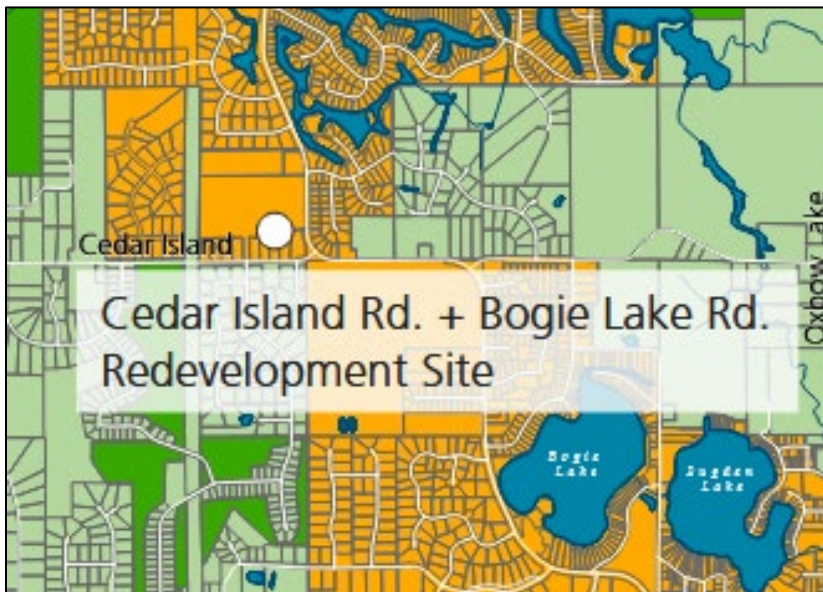 Cedar Island
Oxbow Lake
Cedar Island Rd. + Bogie Lake Rd.
Redevelopment Site
Bogie
Lake
Sugden
Lake